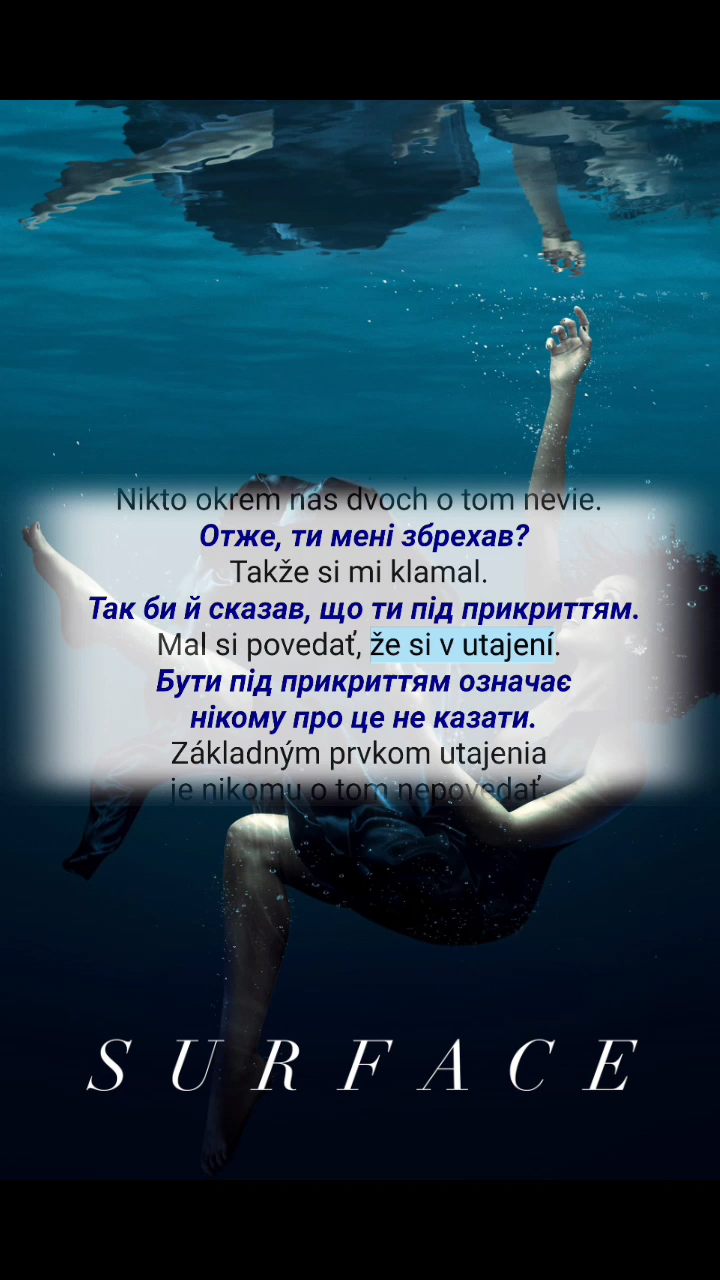 Nikto okrem nás dvoch o tom nevie.
Отже, ти мені збрехав?
Takže si mi klamal.
Так би й сказав, що ти під прикриттям.
Mal si povedať, že si v utajení.
Бути під прикриттям означає
нікому про це не казати.
Základným prvkom utajenia
je nikomu o tom nepovedať.
SURFACE